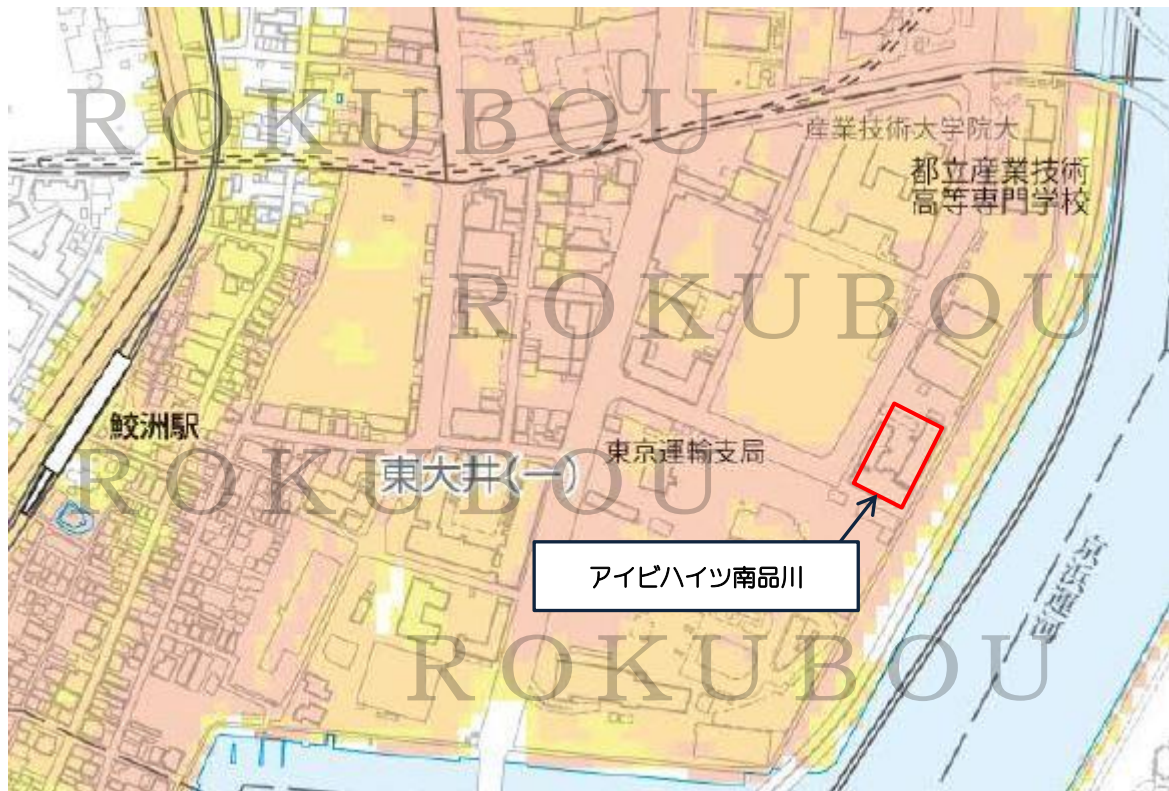 ROKUBOU
産業技術大学院大
都立産業技術
高等専門学校
ROKUBOU
鮫洲駅
東大井(一)
東京運輸支局
ROKUBOU
アイビハイツ南品川
京浜運河
ROKUBOU